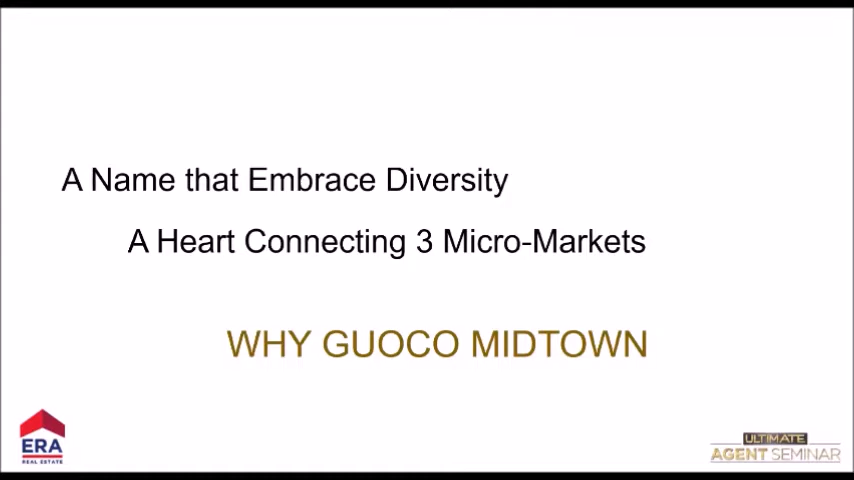 A Name that Embrace Diversity
A Heart Connecting 3 Micro-Markets
WHY GUOCO MIDTOWN
ERA
REAL ESTATE
ULTIMATE
AGENT SEMINAR